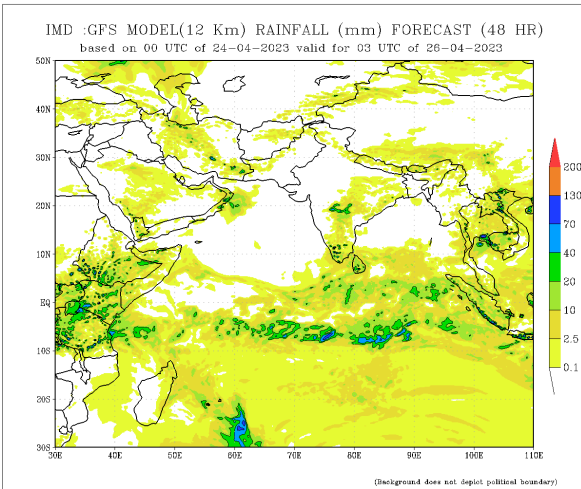 IMD :GFS MODEL(12 Km) RAINFALL (mm) FORECAST (48 HR)
based on 00 UTC of 24-04-2023 valid for 03 UTC of 26-04-2023
50N
40N
30N
20N
10N
EQ
10S
20S
30S
30E 40E 50E 60E 70E 80E 90E 100E 110E
200
130
70
40
20
10
2.5
0.1
(Background does not depict political boundary)